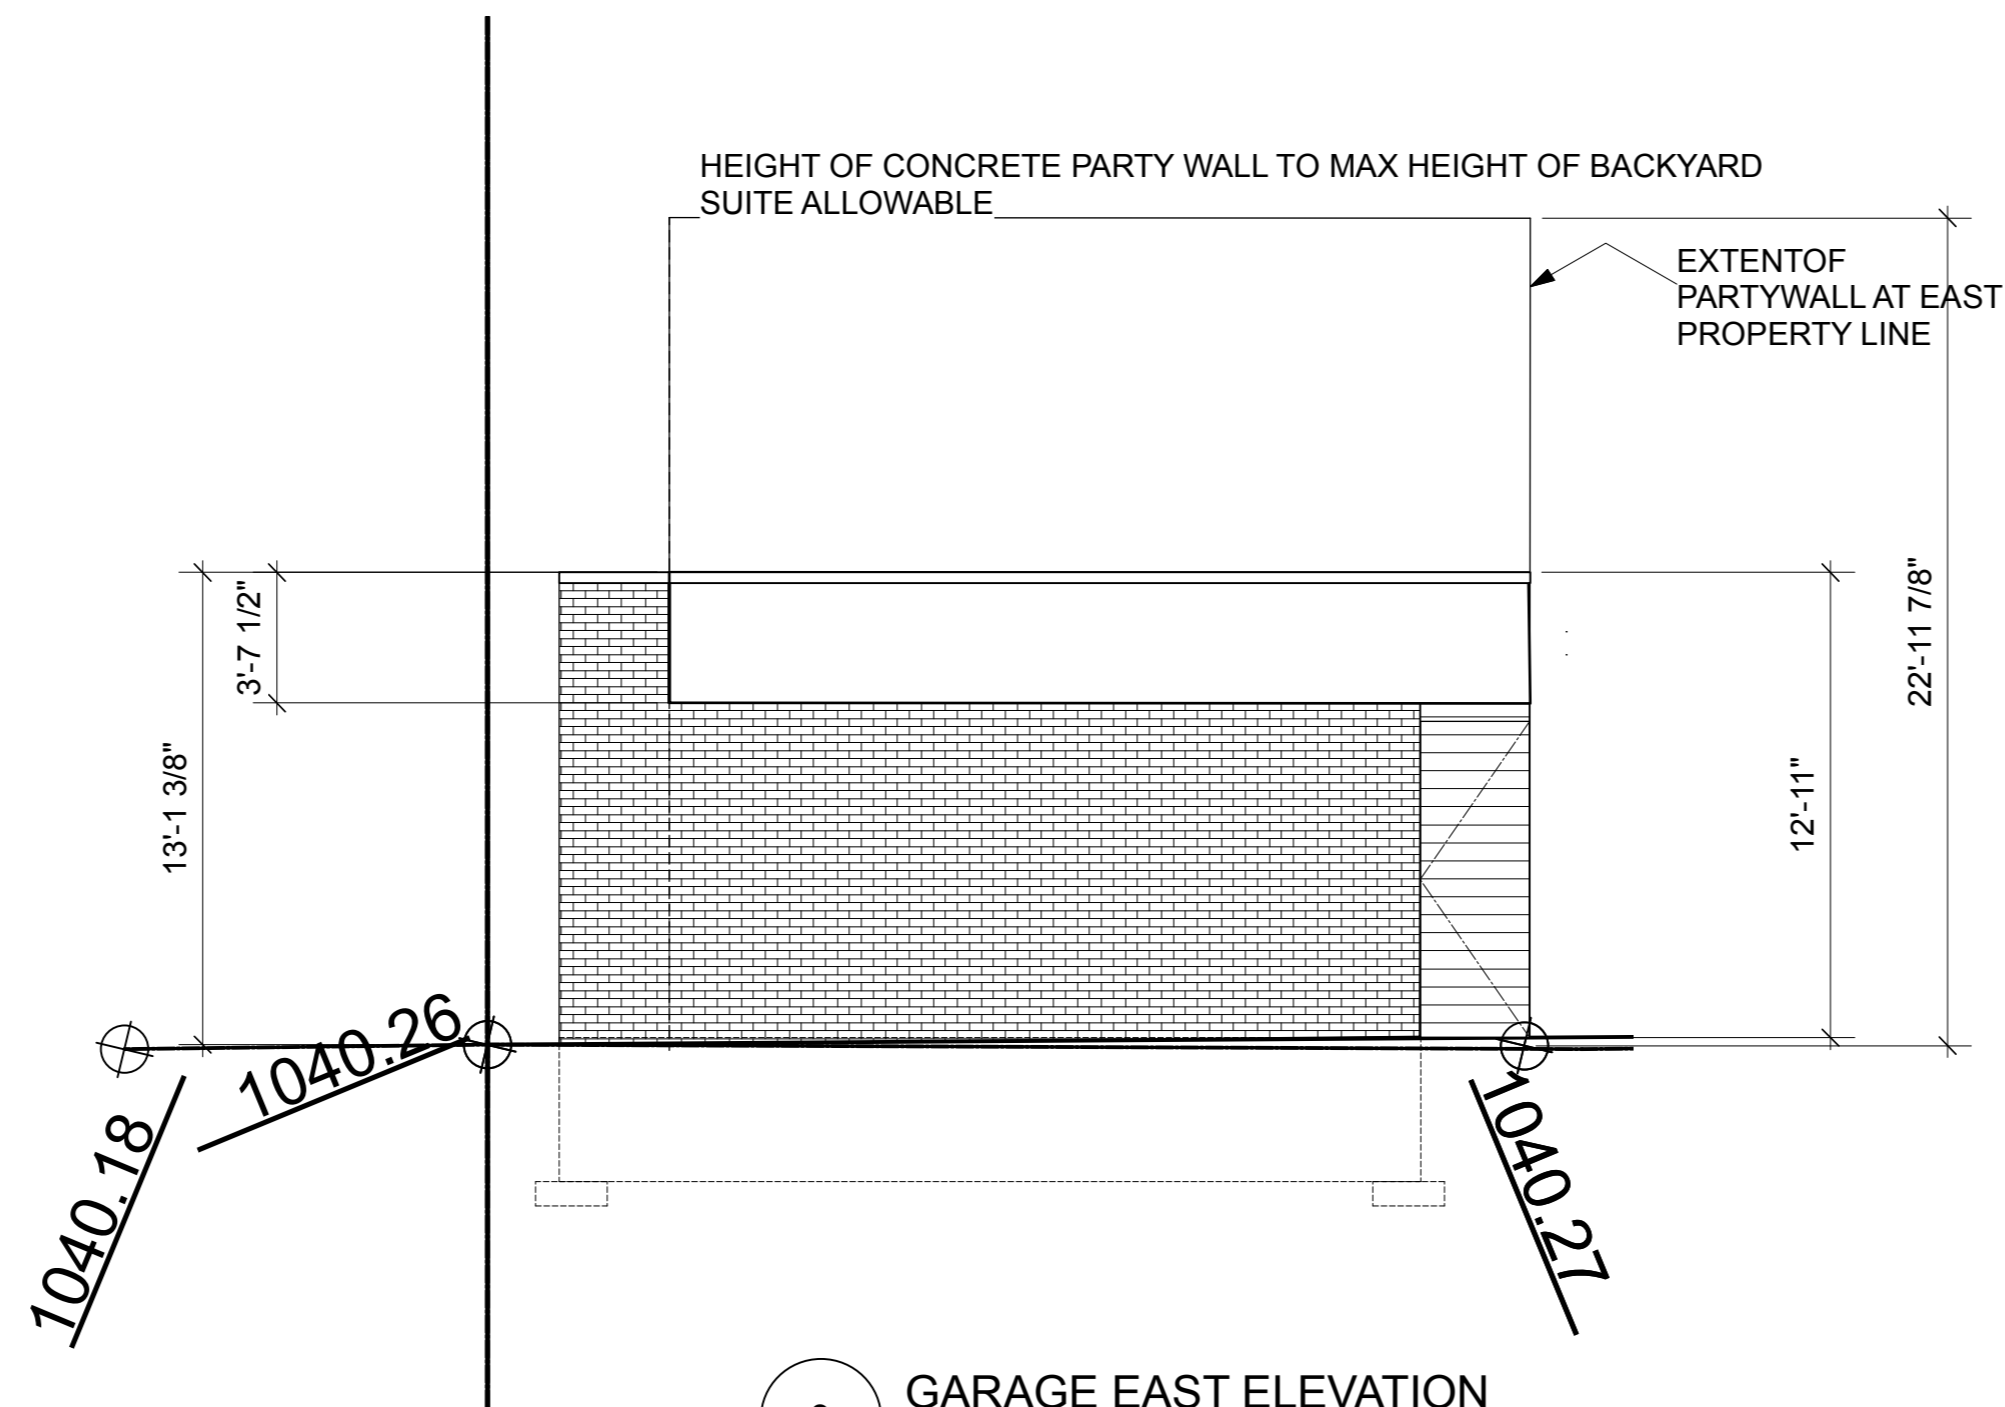 HEIGHT OF CONCRETE PARTY WALL TO MAX HEIGHT OF BACKYARD
SUITE ALLOWABLE
EXTENTOF
PARTYWALL AT EAST
PROPERTY LINE
3'-7 1/2"
13'-1 3/8"
22'-11 7/8"
12'-11"
1040.26
1040.18
1040.27
GARAGE EAST ELEVATION